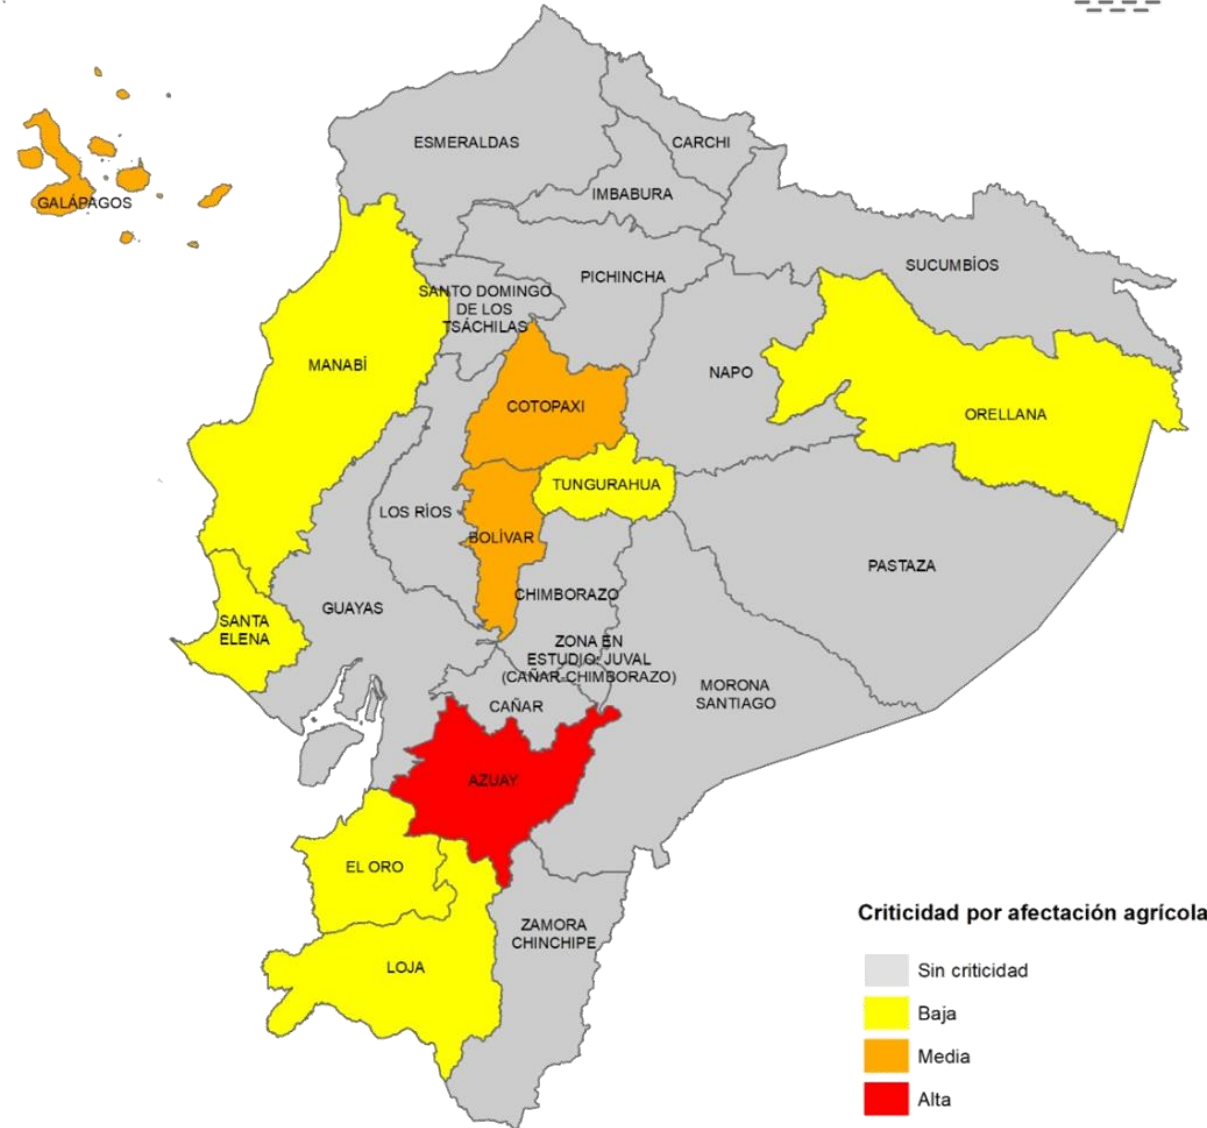 ESMERALDAS
CARCHI
IMBABURA
GALÁPAGOS
SUCUMBÍOS
PICHINCHA
SANTO DOMINGO
DE LOS
TSÁCHILAS
MANABÍ
NAPO
COTOPAXI
ORELLANA
TUNGURAHUA
LOS RÍOS
BOLÍVAR
PASTAZA
CHIMBORAZO
GUAYAS
SANTA
ELENA
ZONA EN
ESTUDIO: JUVAL
(CAÑAR-CHIMBORAZO)
MORONA
SANTIAGO
CAÑAR
AZUAY
EL ORO
ZAMORA
CHINCHIPE
LOJA
Criticidad por afectación agrícola
Sin criticidad
Baja
Media
Alta